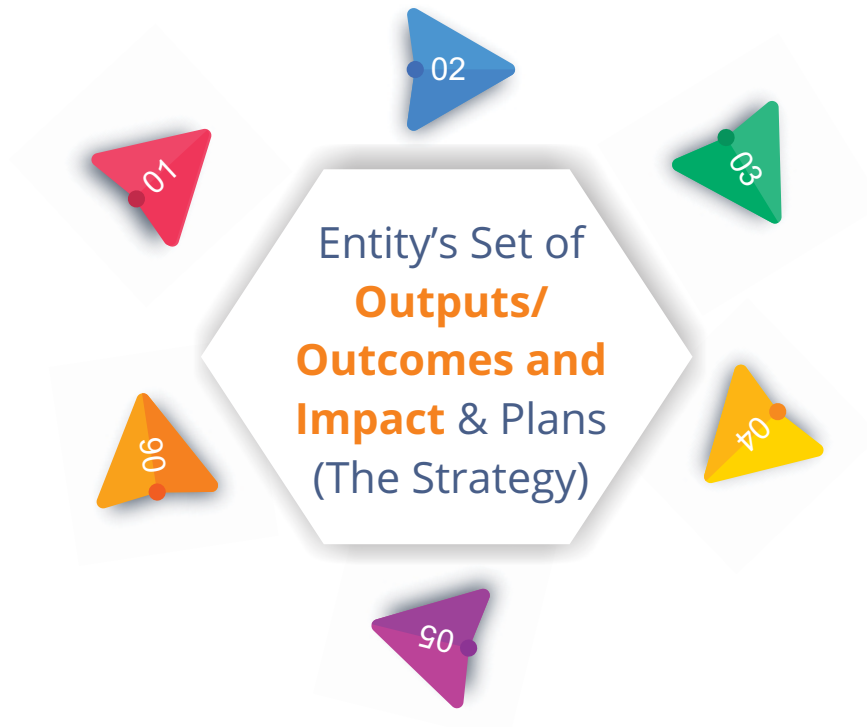 01
02
03
04
05
06
Entity’s Set of
Outputs/
Outcomes and
Impact & Plans
(The Strategy)